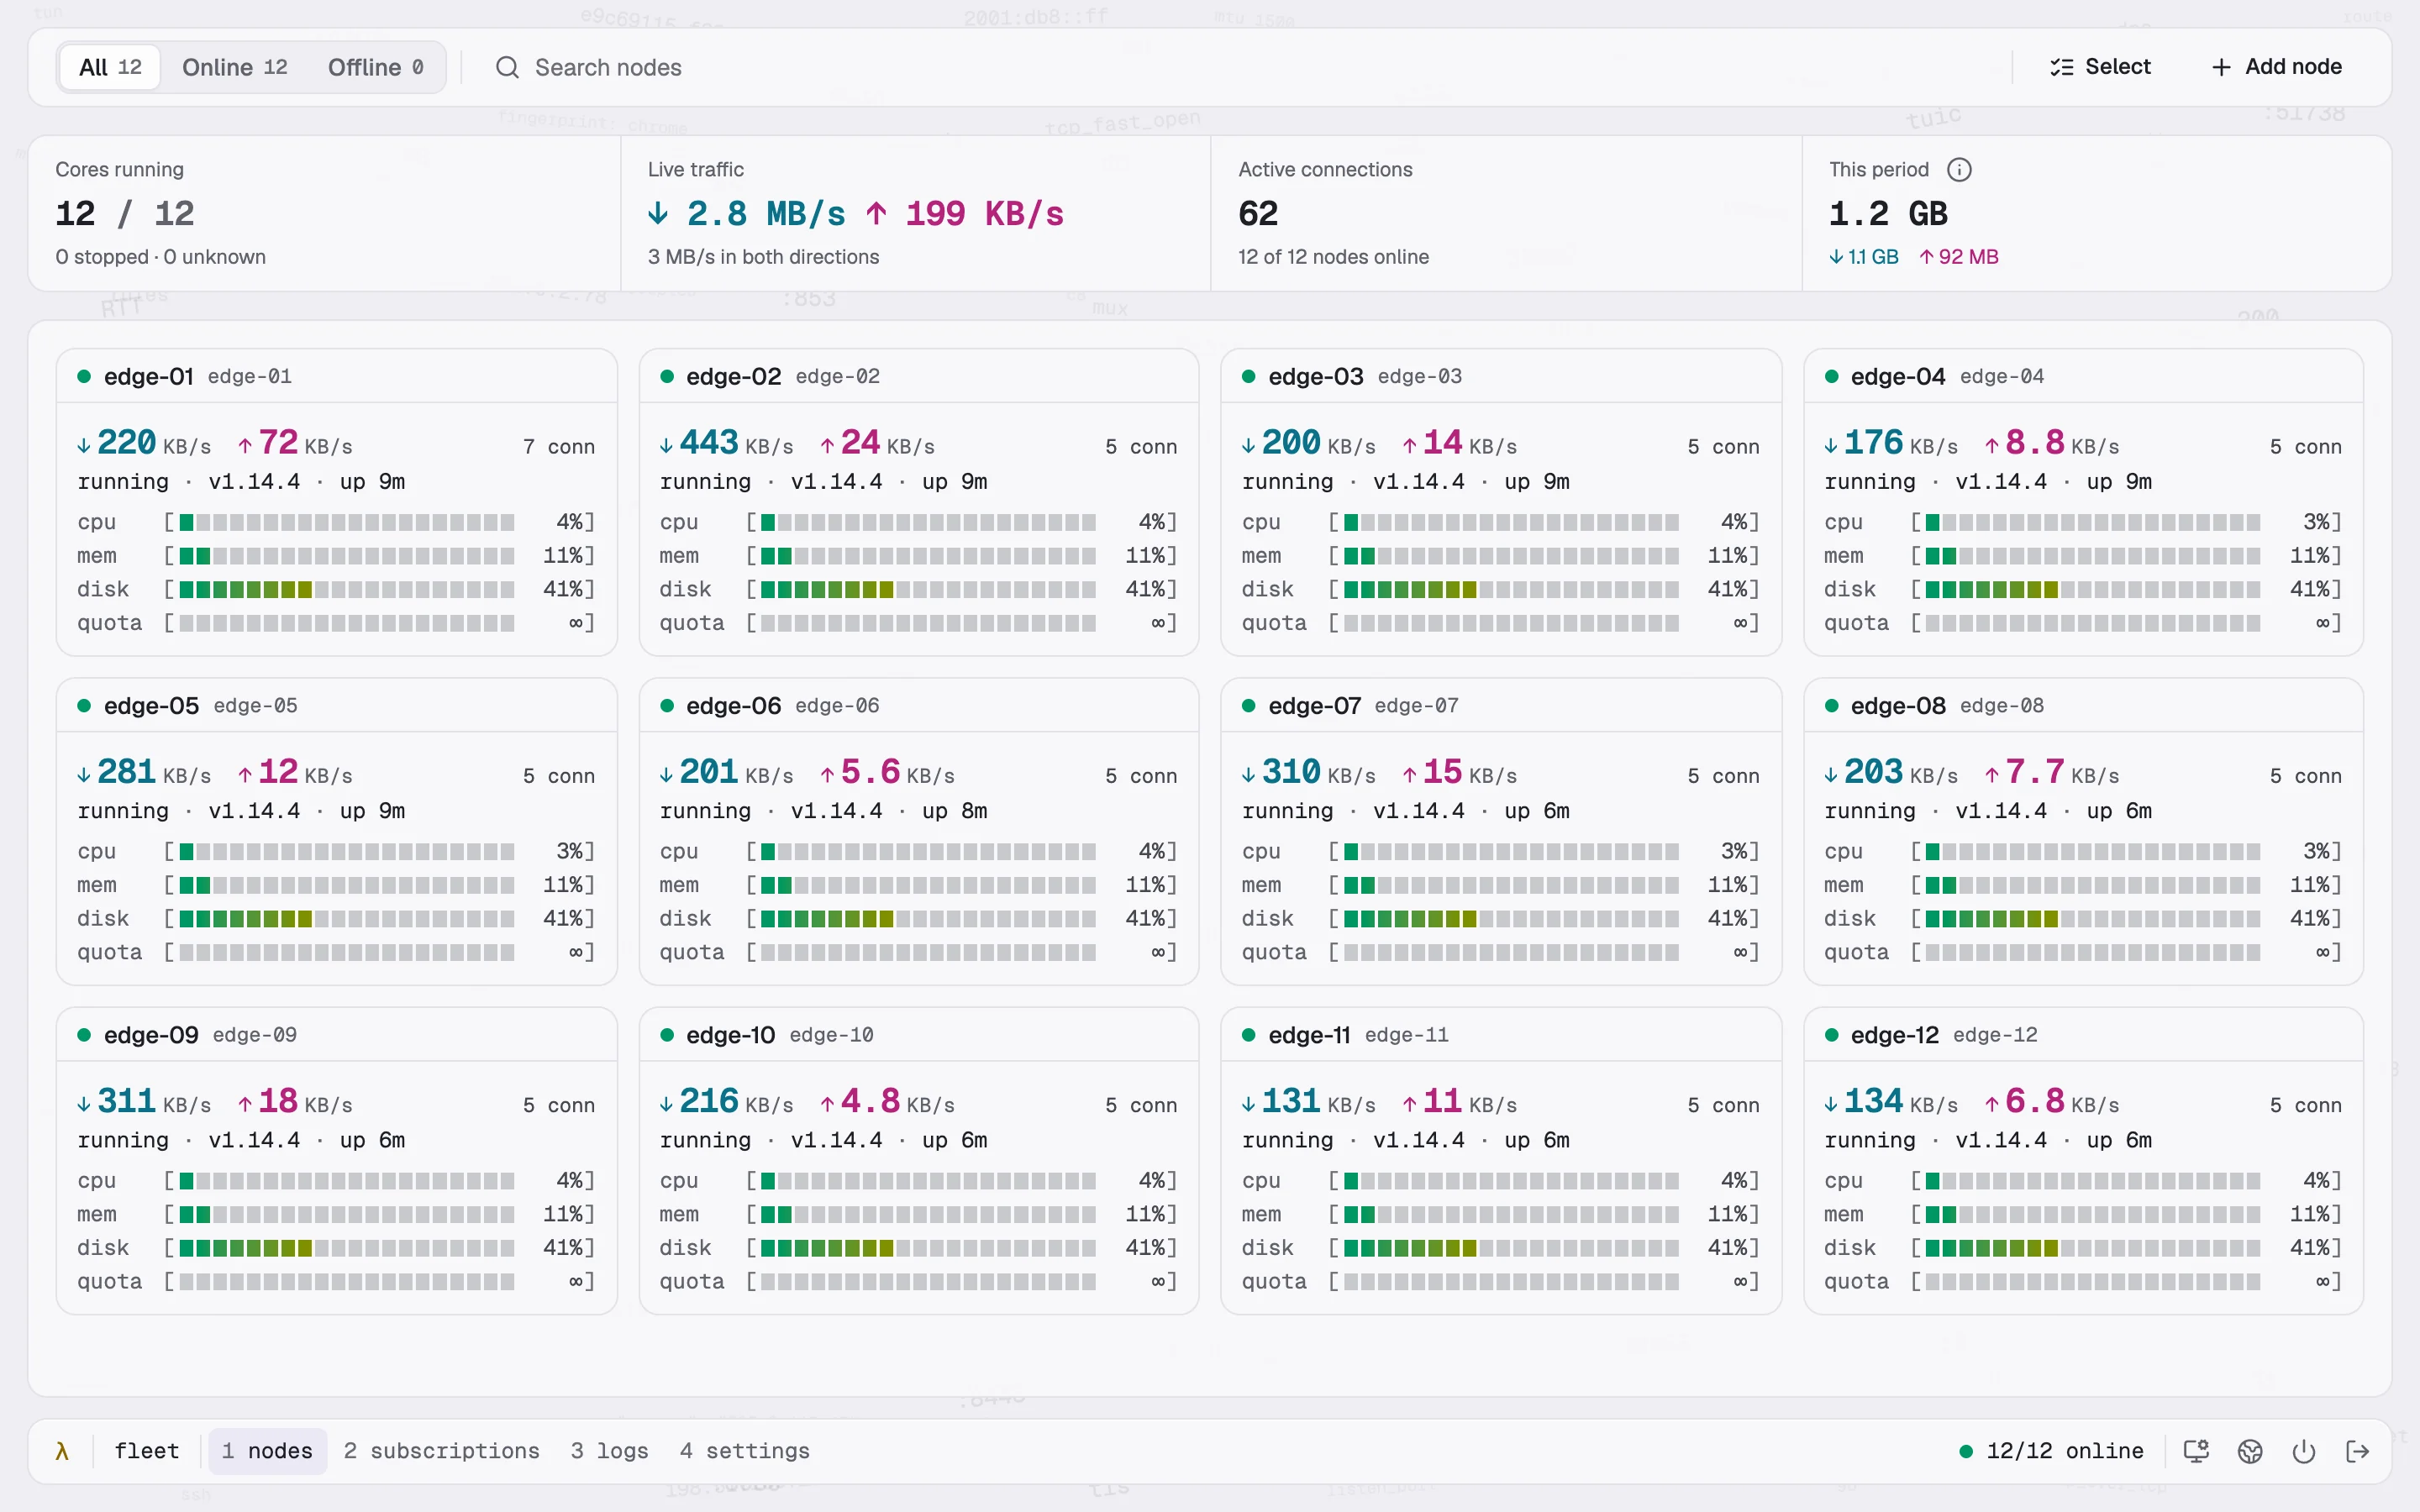 tun e9c69115 2001:db8::ff mtu 1500 route
All 12 Online 12 Offline 0 Search nodes Select Add node
fingerprint: chrome tcp_fast_open tuic :51738
Cores running
12 / 12
0 stopped · 0 unknown
Live traffic
↓ 2.8 MB/s ↑ 199 KB/s
3 MB/s in both directions
Active connections
62
12 of 12 nodes online
This period
1.2 GB
↓ 1.1 GB ↑ 92 MB
RTT :853 mux
edge-01 edge-01
↓ 220 KB/s ↑ 72 KB/s 7 conn
running · v1.14.4 · up 9m
cpu [ 4%]
mem [ 11%]
disk [ 41%]
quota [ ∞]
edge-02 edge-02
↓ 443 KB/s ↑ 24 KB/s 5 conn
running · v1.14.4 · up 9m
cpu [ 4%]
mem [ 11%]
disk [ 41%]
quota [ ∞]
edge-03 edge-03
↓ 200 KB/s ↑ 14 KB/s 5 conn
running · v1.14.4 · up 9m
cpu [ 4%]
mem [ 11%]
disk [ 41%]
quota [ ∞]
edge-04 edge-04
↓ 176 KB/s ↑ 8.8 KB/s 5 conn
running · v1.14.4 · up 9m
cpu [ 3%]
mem [ 11%]
disk [ 41%]
quota [ ∞]
edge-05 edge-05
↓ 281 KB/s ↑ 12 KB/s 5 conn
running · v1.14.4 · up 9m
cpu [ 3%]
mem [ 11%]
disk [ 41%]
quota [ ∞]
edge-06 edge-06
↓ 201 KB/s ↑ 5.6 KB/s 5 conn
running · v1.14.4 · up 8m
cpu [ 4%]
mem [ 11%]
disk [ 41%]
quota [ ∞]
edge-07 edge-07
↓ 310 KB/s ↑ 15 KB/s 5 conn
running · v1.14.4 · up 6m
cpu [ 3%]
mem [ 11%]
disk [ 41%]
quota [ ∞]
edge-08 edge-08
↓ 203 KB/s ↑ 7.7 KB/s 5 conn
running · v1.14.4 · up 6m
cpu [ 3%]
mem [ 11%]
disk [ 41%]
quota [ ∞]
edge-09 edge-09
↓ 311 KB/s ↑ 18 KB/s 5 conn
running · v1.14.4 · up 6m
cpu [ 4%]
mem [ 11%]
disk [ 41%]
quota [ ∞]
edge-10 edge-10
↓ 216 KB/s ↑ 4.8 KB/s 5 conn
running · v1.14.4 · up 6m
cpu [ 4%]
mem [ 11%]
disk [ 41%]
quota [ ∞]
edge-11 edge-11
↓ 131 KB/s ↑ 11 KB/s 5 conn
running · v1.14.4 · up 6m
cpu [ 4%]
mem [ 11%]
disk [ 41%]
quota [ ∞]
edge-12 edge-12
↓ 134 KB/s ↑ 6.8 KB/s 5 conn
running · v1.14.4 · up 6m
cpu [ 4%]
mem [ 11%]
disk [ 41%]
quota [ ∞]
λ fleet 1 nodes 2 subscriptions 3 logs 4 settings 12/12 online
ssh tls